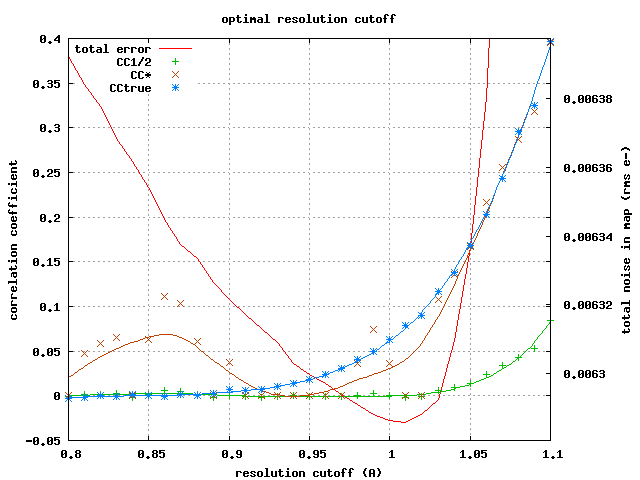 optimal resolution cutoff
total error
CC1/2
CC*
CCtrue
0.4
0.35
0.3
0.25
0.2
0.15
0.1
0.05
0
-0.05
0.8
0.85
0.9
0.95
1
1.05
1.1
0.00638
0.00636
0.00634
0.00632
0.0063
correlation coefficient
total noise in map (rms e-)
resolution cutoff (A)